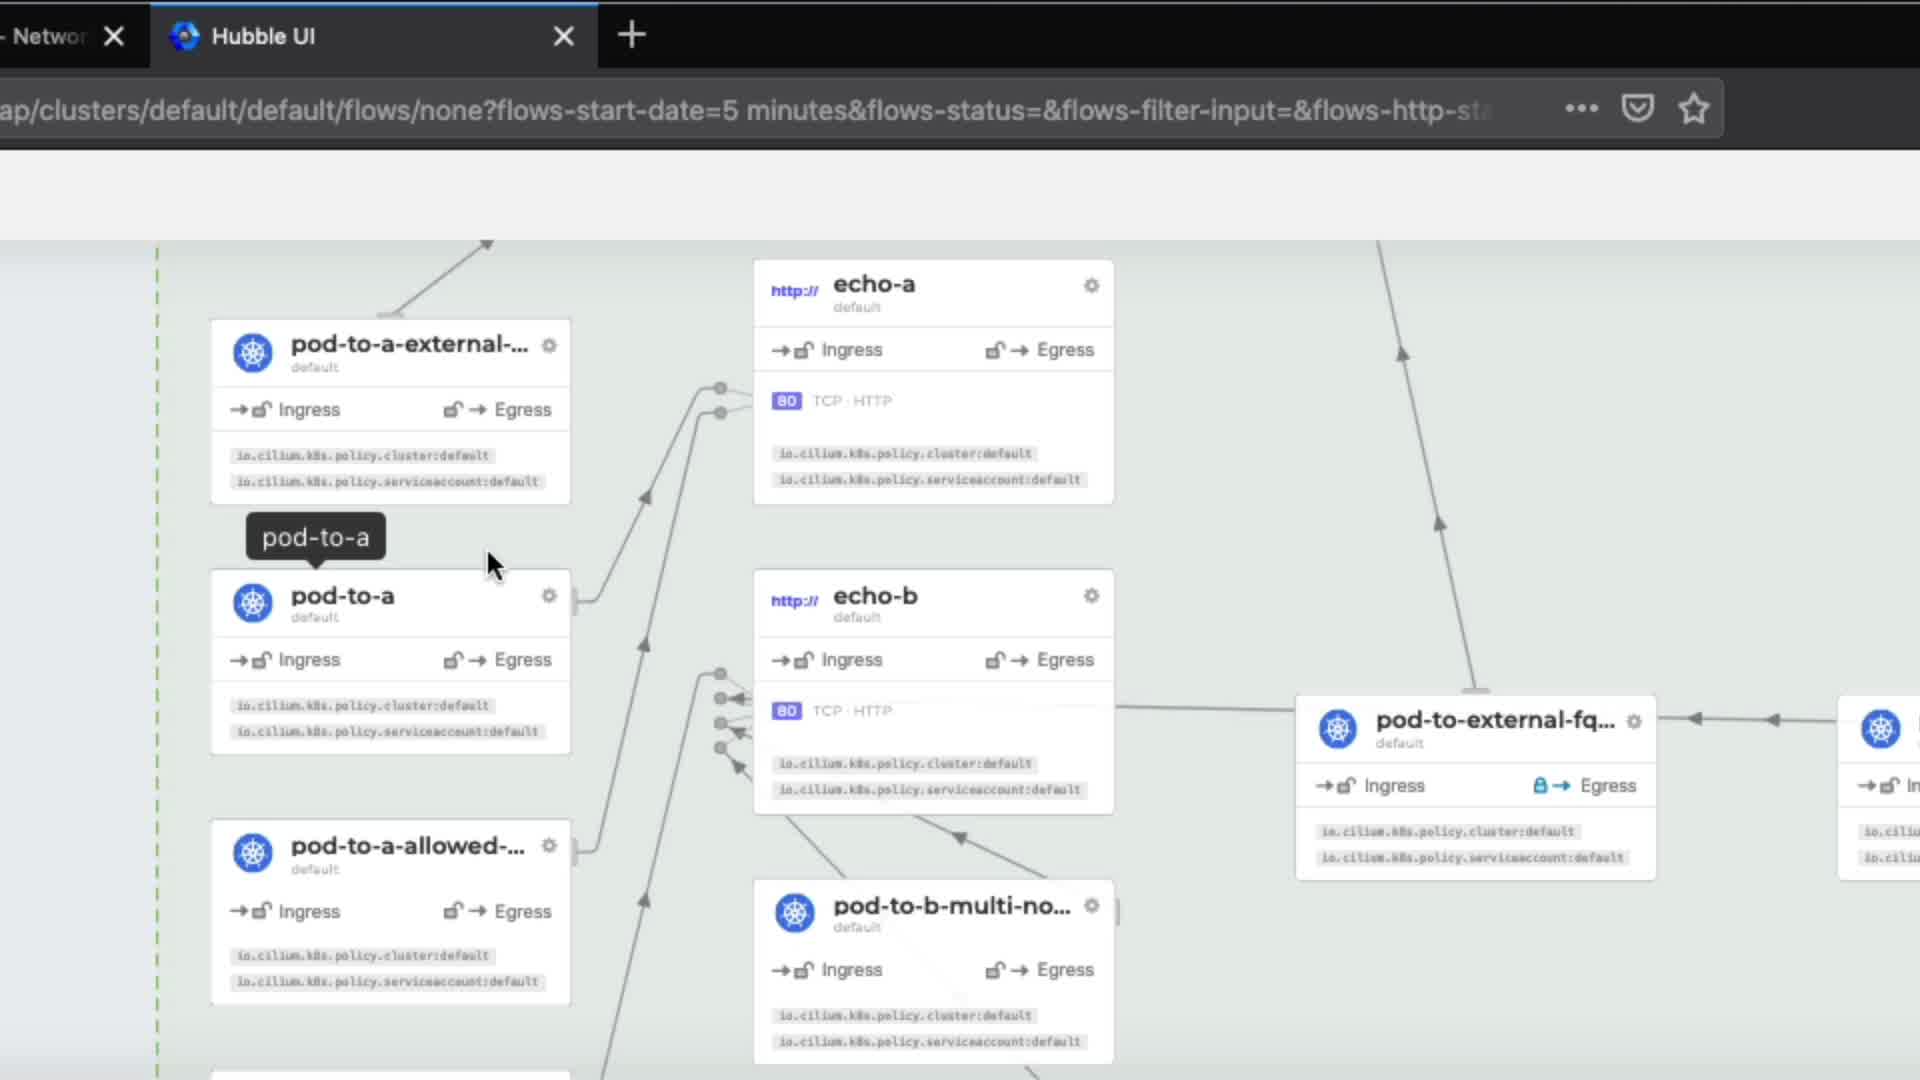 - Networ
Hubble UI
ap/clusters/default/default/flows/none?flows-start-date=5 minutes&flows-status=&flows-filter-input=&flows-http-sta
http://
echo-a
default
Ingress
Egress
80 TCP · HTTP
io.cilium.k8s.policy.cluster:default
io.cilium.k8s.policy.serviceaccount:default
pod-to-a-external-...
default
Ingress
Egress
io.cilium.k8s.policy.cluster:default
io.cilium.k8s.policy.serviceaccount:default
pod-to-a
pod-to-a
default
Ingress
Egress
io.cilium.k8s.policy.cluster:default
io.cilium.k8s.policy.serviceaccount:default
http://
echo-b
default
Ingress
Egress
80 TCP · HTTP
io.cilium.k8s.policy.cluster:default
io.cilium.k8s.policy.serviceaccount:default
pod-to-external-fq...
default
Ingress
Egress
io.cilium.k8s.policy.cluster:default
io.cilium.k8s.policy.serviceaccount:default
In
io.ciliu
io.ciliu
pod-to-a-allowed-...
default
Ingress
Egress
io.cilium.k8s.policy.cluster:default
io.cilium.k8s.policy.serviceaccount:default
pod-to-b-multi-no...
default
Ingress
Egress
io.cilium.k8s.policy.cluster:default
io.cilium.k8s.policy.serviceaccount:default